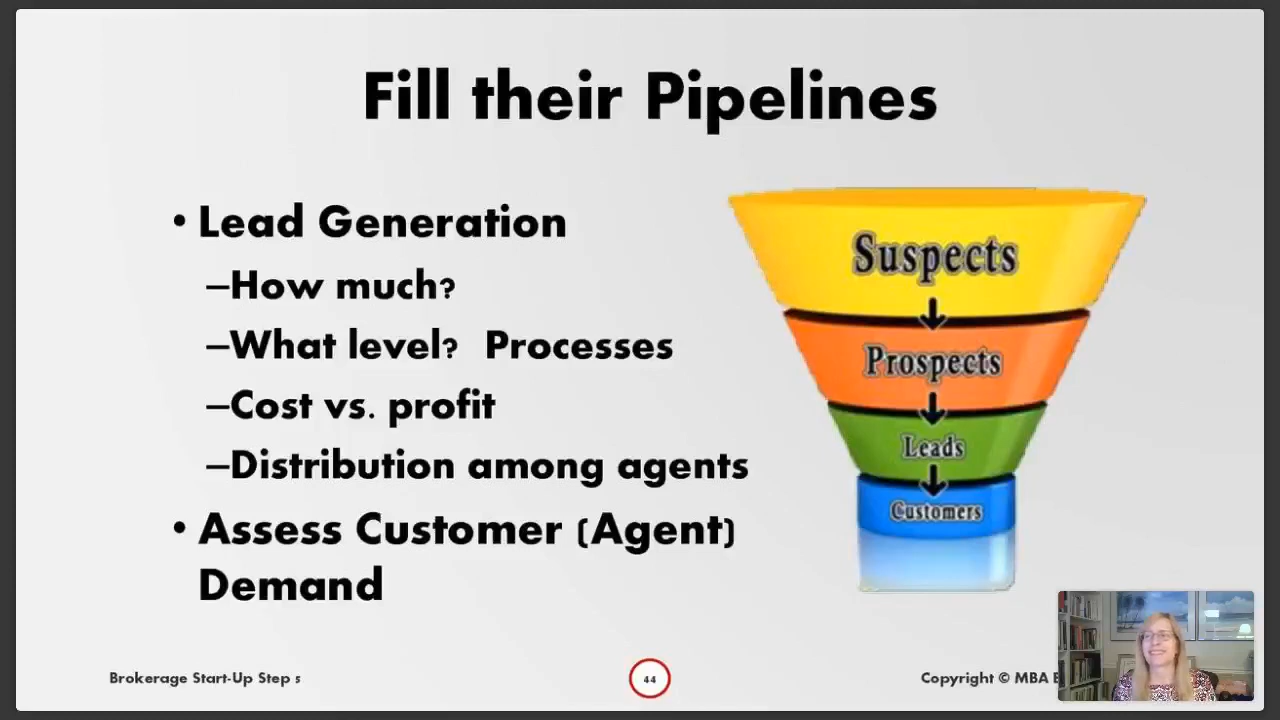 Fill their Pipelines
• Lead Generation
–How much?
–What level? Processes
–Cost vs. profit
–Distribution among agents
• Assess Customer (Agent)
Demand
Suspects
Prospects
Leads
Customers
Brokerage Start-Up Step 5
44
Copyright © MBA